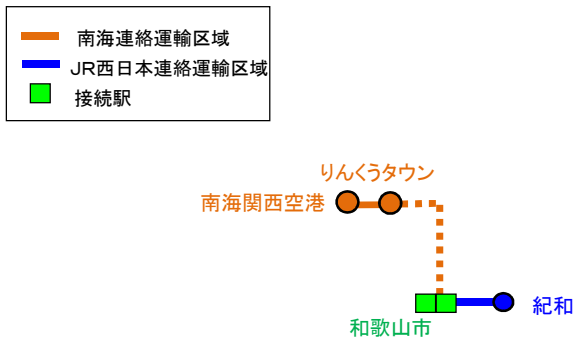 南海連絡運輸区域
JR西日本連絡運輸区域
接続駅
りんくうタウン
南海関西空港
紀和
和歌山市